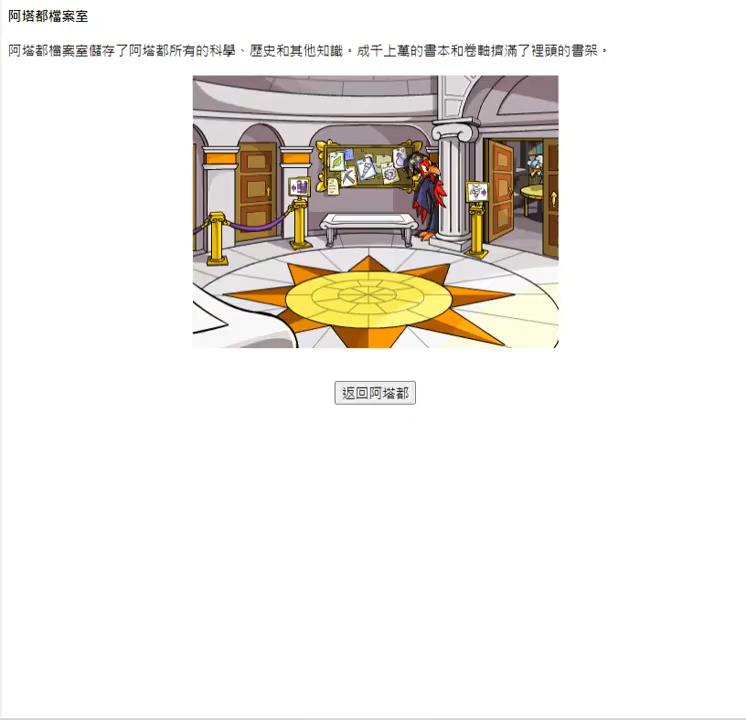 阿塔都檔案室
阿塔都檔案室儲存了阿塔都所有的科學、歷史和其他知識。成千上萬的書本和卷軸擠滿了裡頭的書架。
返回阿塔都